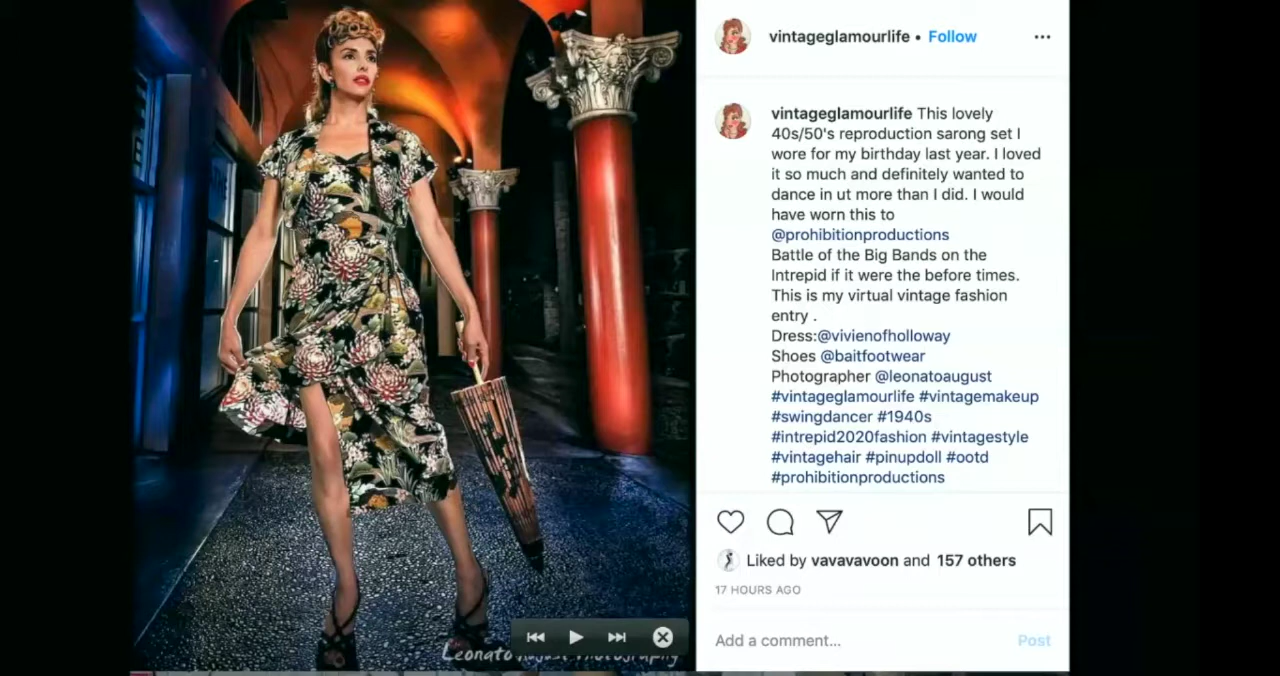 vintageglamourlife • Follow
vintageglamourlife This lovely
40s/50's reproduction sarong set I
wore for my birthday last year. I loved
it so much and definitely wanted to
dance in ut more than I did. I would
have worn this to
@prohibitionproductions
Battle of the Big Bands on the
Intrepid if it were the before times.
This is my virtual vintage fashion
entry .
Dress:@vivienofholloway
Shoes @baitfootwear
Photographer @leonatoaugust
#vintageglamourlife #vintagemakeup
#swingdancer #1940s
#intrepid2020fashion #vintagestyle
#vintagehair #pinupdoll #ootd
#prohibitionproductions
Liked by vavavavoon and 157 others
17 HOURS AGO
Add a comment... Post
Leonato August Photography